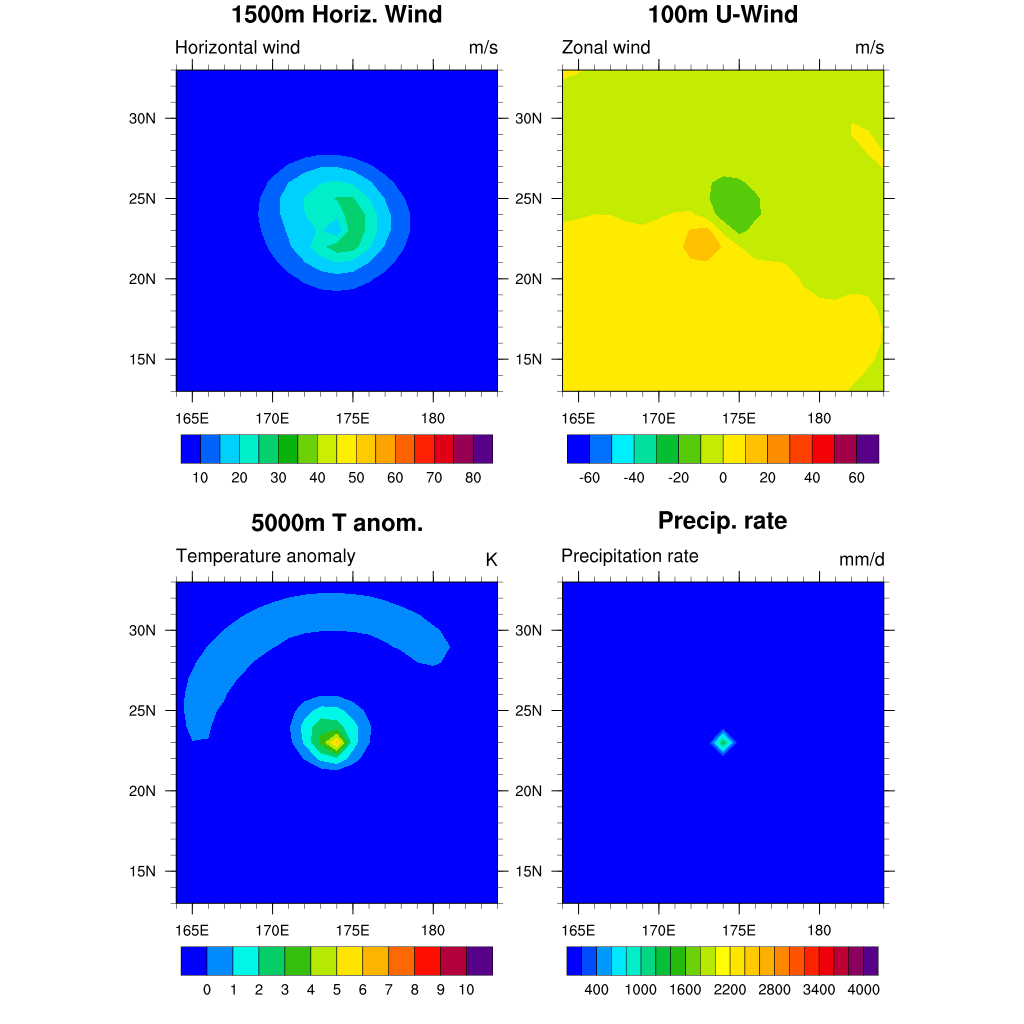 1500m Horiz. Wind
Horizontal wind m/s
30N
25N
20N
15N
165E 170E 175E 180
10 20 30 40 50 60 70 80
100m U-Wind
Zonal wind m/s
30N
25N
20N
15N
165E 170E 175E 180
-60 -40 -20 0 20 40 60
5000m T anom.
Temperature anomaly K
30N
25N
20N
15N
165E 170E 175E 180
0 1 2 3 4 5 6 7 8 9 10
Precip. rate
Precipitation rate mm/d
30N
25N
20N
15N
165E 170E 175E 180
400 1000 1600 2200 2800 3400 4000